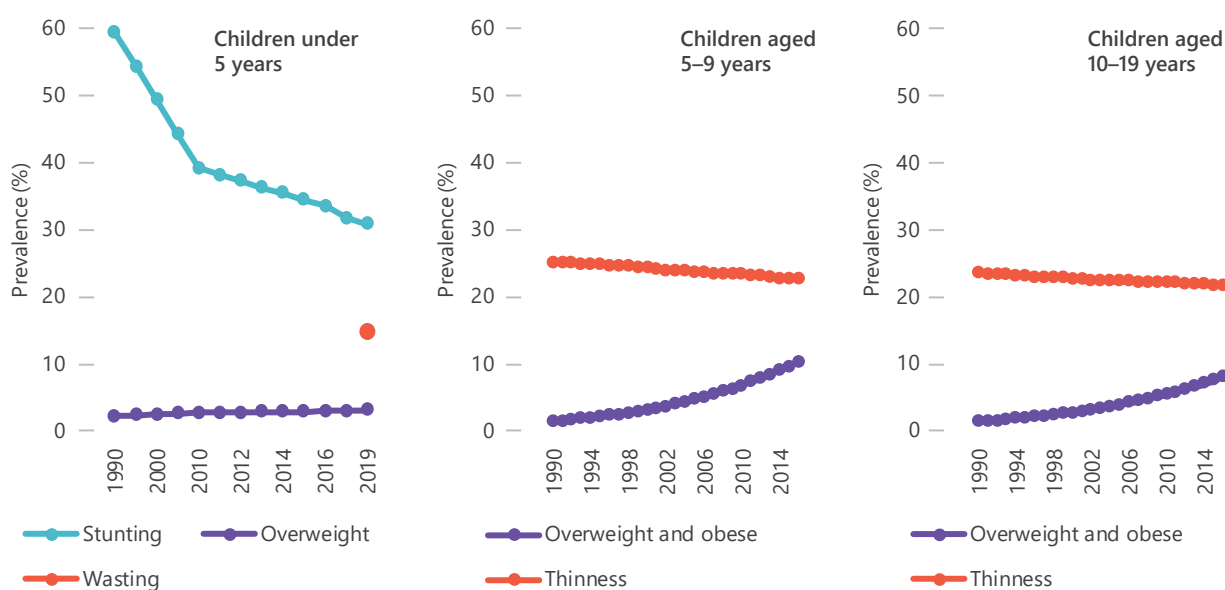 Children under
5 years
Prevalence (%)
60
50
40
30
20
10
0
1990
2000
2010
2012
2014
2016
2019
Stunting
Overweight
Wasting
Children aged
5–9 years
Prevalence (%)
60
50
40
30
20
10
0
1990
1994
1998
2002
2006
2010
2014
Overweight and obese
Thinness
Children aged
10–19 years
Prevalence (%)
60
50
40
30
20
10
0
1990
1994
1998
2002
2006
2010
2014
Overweight and obese
Thinness